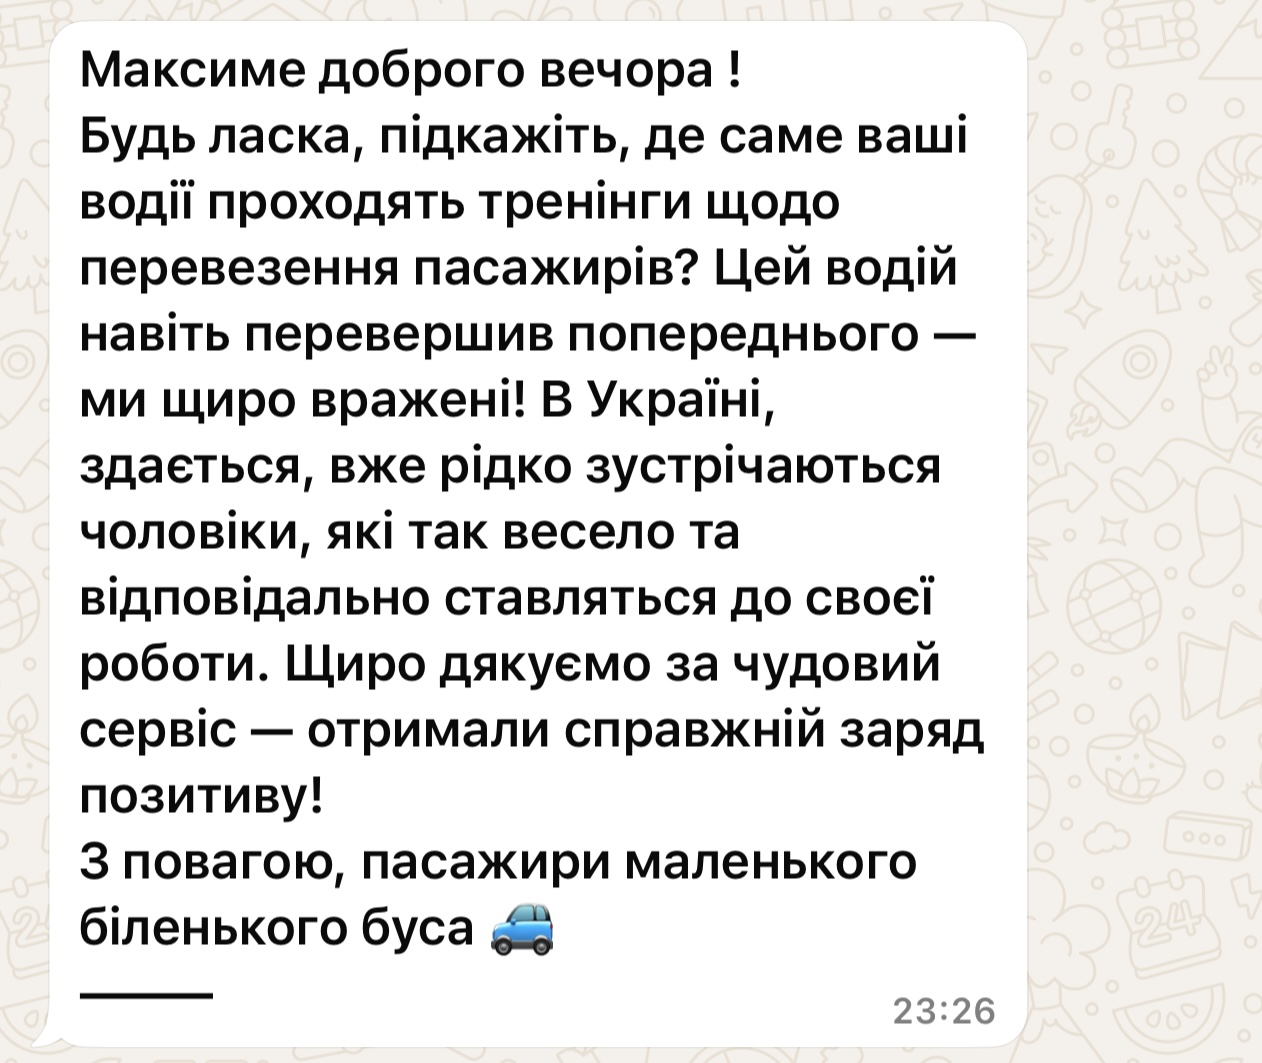 Максиме доброго вечора !
Будь ласка, підкажіть, де саме ваші
водії проходять тренінги щодо
перевезення пасажирів? Цей водій
навіть перевершив попереднього —
ми щиро вражені! В Україні,
здається, вже рідко зустрічаються
чоловіки, які так весело та
відповідально ставляться до своєї
роботи. Щиро дякуємо за чудовий
сервіс — отримали справжній заряд
позитиву!
З повагою, пасажири маленького
біленького буса 🚙
⸻
23:26